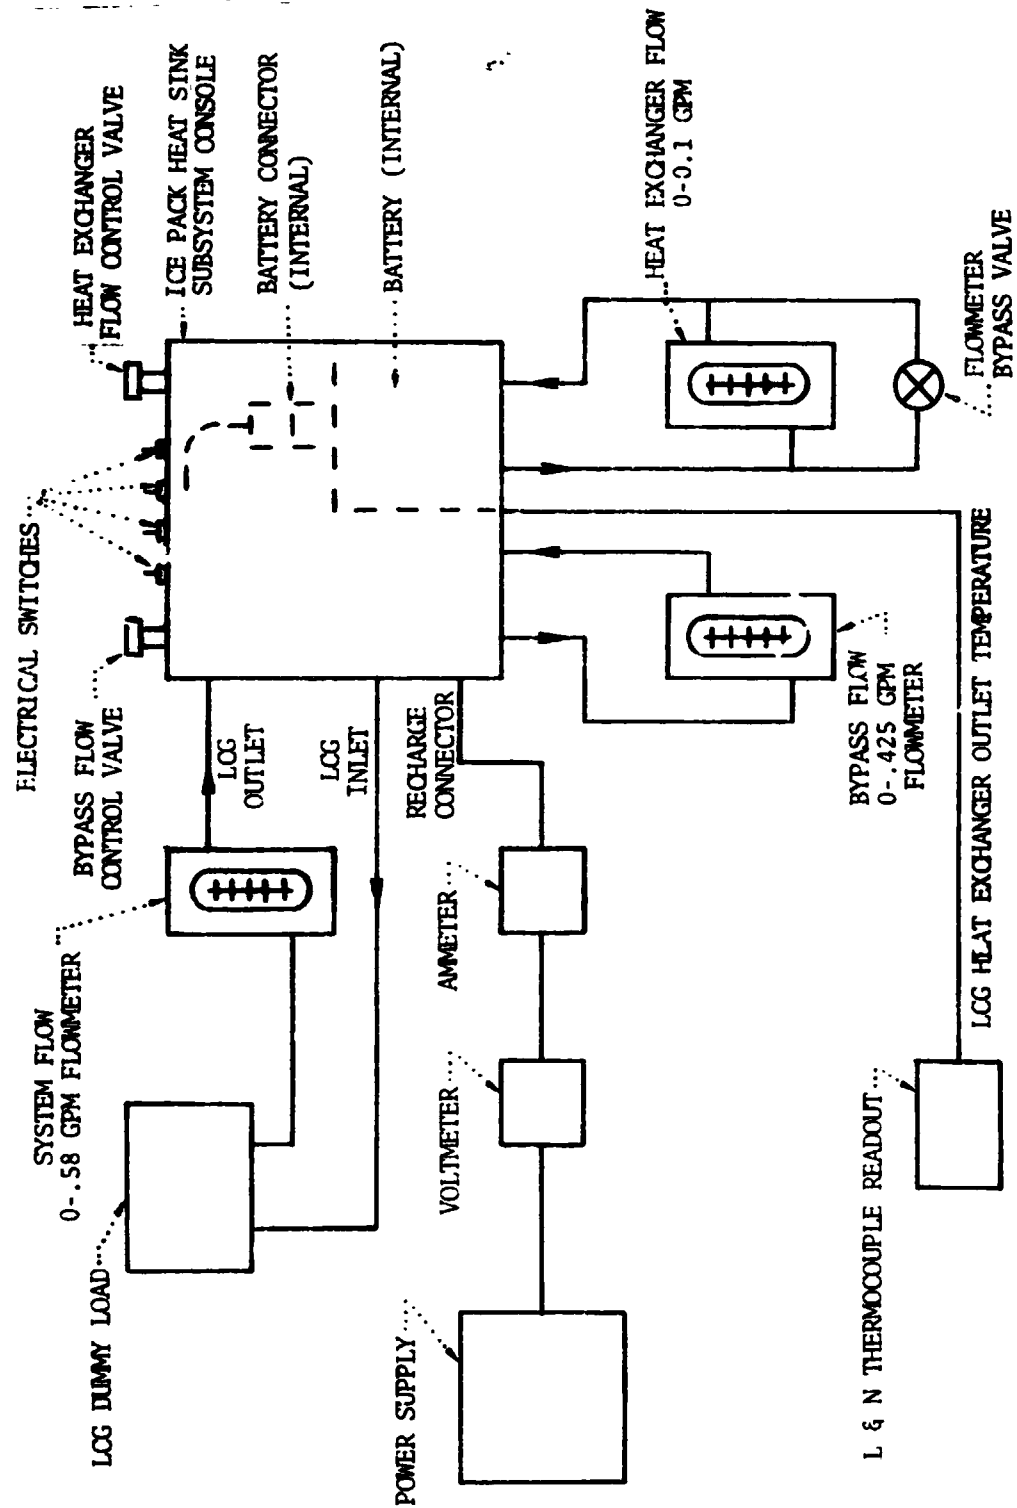 ELECTRICAL SWITCHES
HEAT EXCHANGER
FLOW CONTROL VALVE
ICE PACK HEAT SINK
SUBSYSTEM CONSOLE
BATTERY CONNECTOR
(INTERNAL)
BATTERY (INTERNAL)
HEAT EXCHANGER FLOW
0-0.1 GPM
FLOWMETER
BYPASS VALVE
BYPASS FLOW
CONTROL VALVE
LCG
OUTLET
LCG
INLET
RECHARGE
CONNECTOR
BYPASS FLOW
0-.425 GPM
FLOWMETER
SYSTEM FLOW
0-.58 GPM FLOWMETER
AMMETER
VOLTMETER
LCG HEAT EXCHANGER OUTLET TEMPERATURE
LCG DUMMY LOAD
POWER SUPPLY
L & N THERMOCOUPLE READOUT